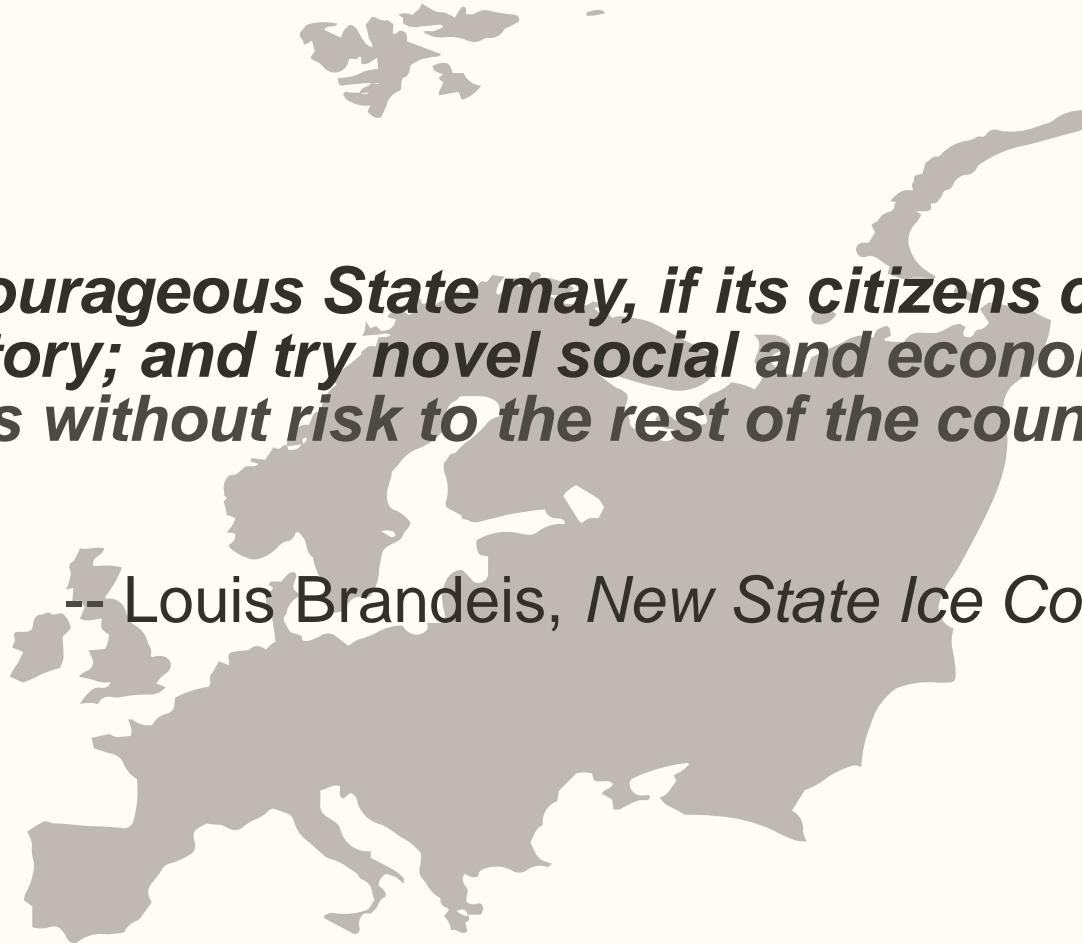 ourageous State may, if its citizens c
tory; and try novel social and econo
s without risk to the rest of the coun
-- Louis Brandeis, New State Ice Co